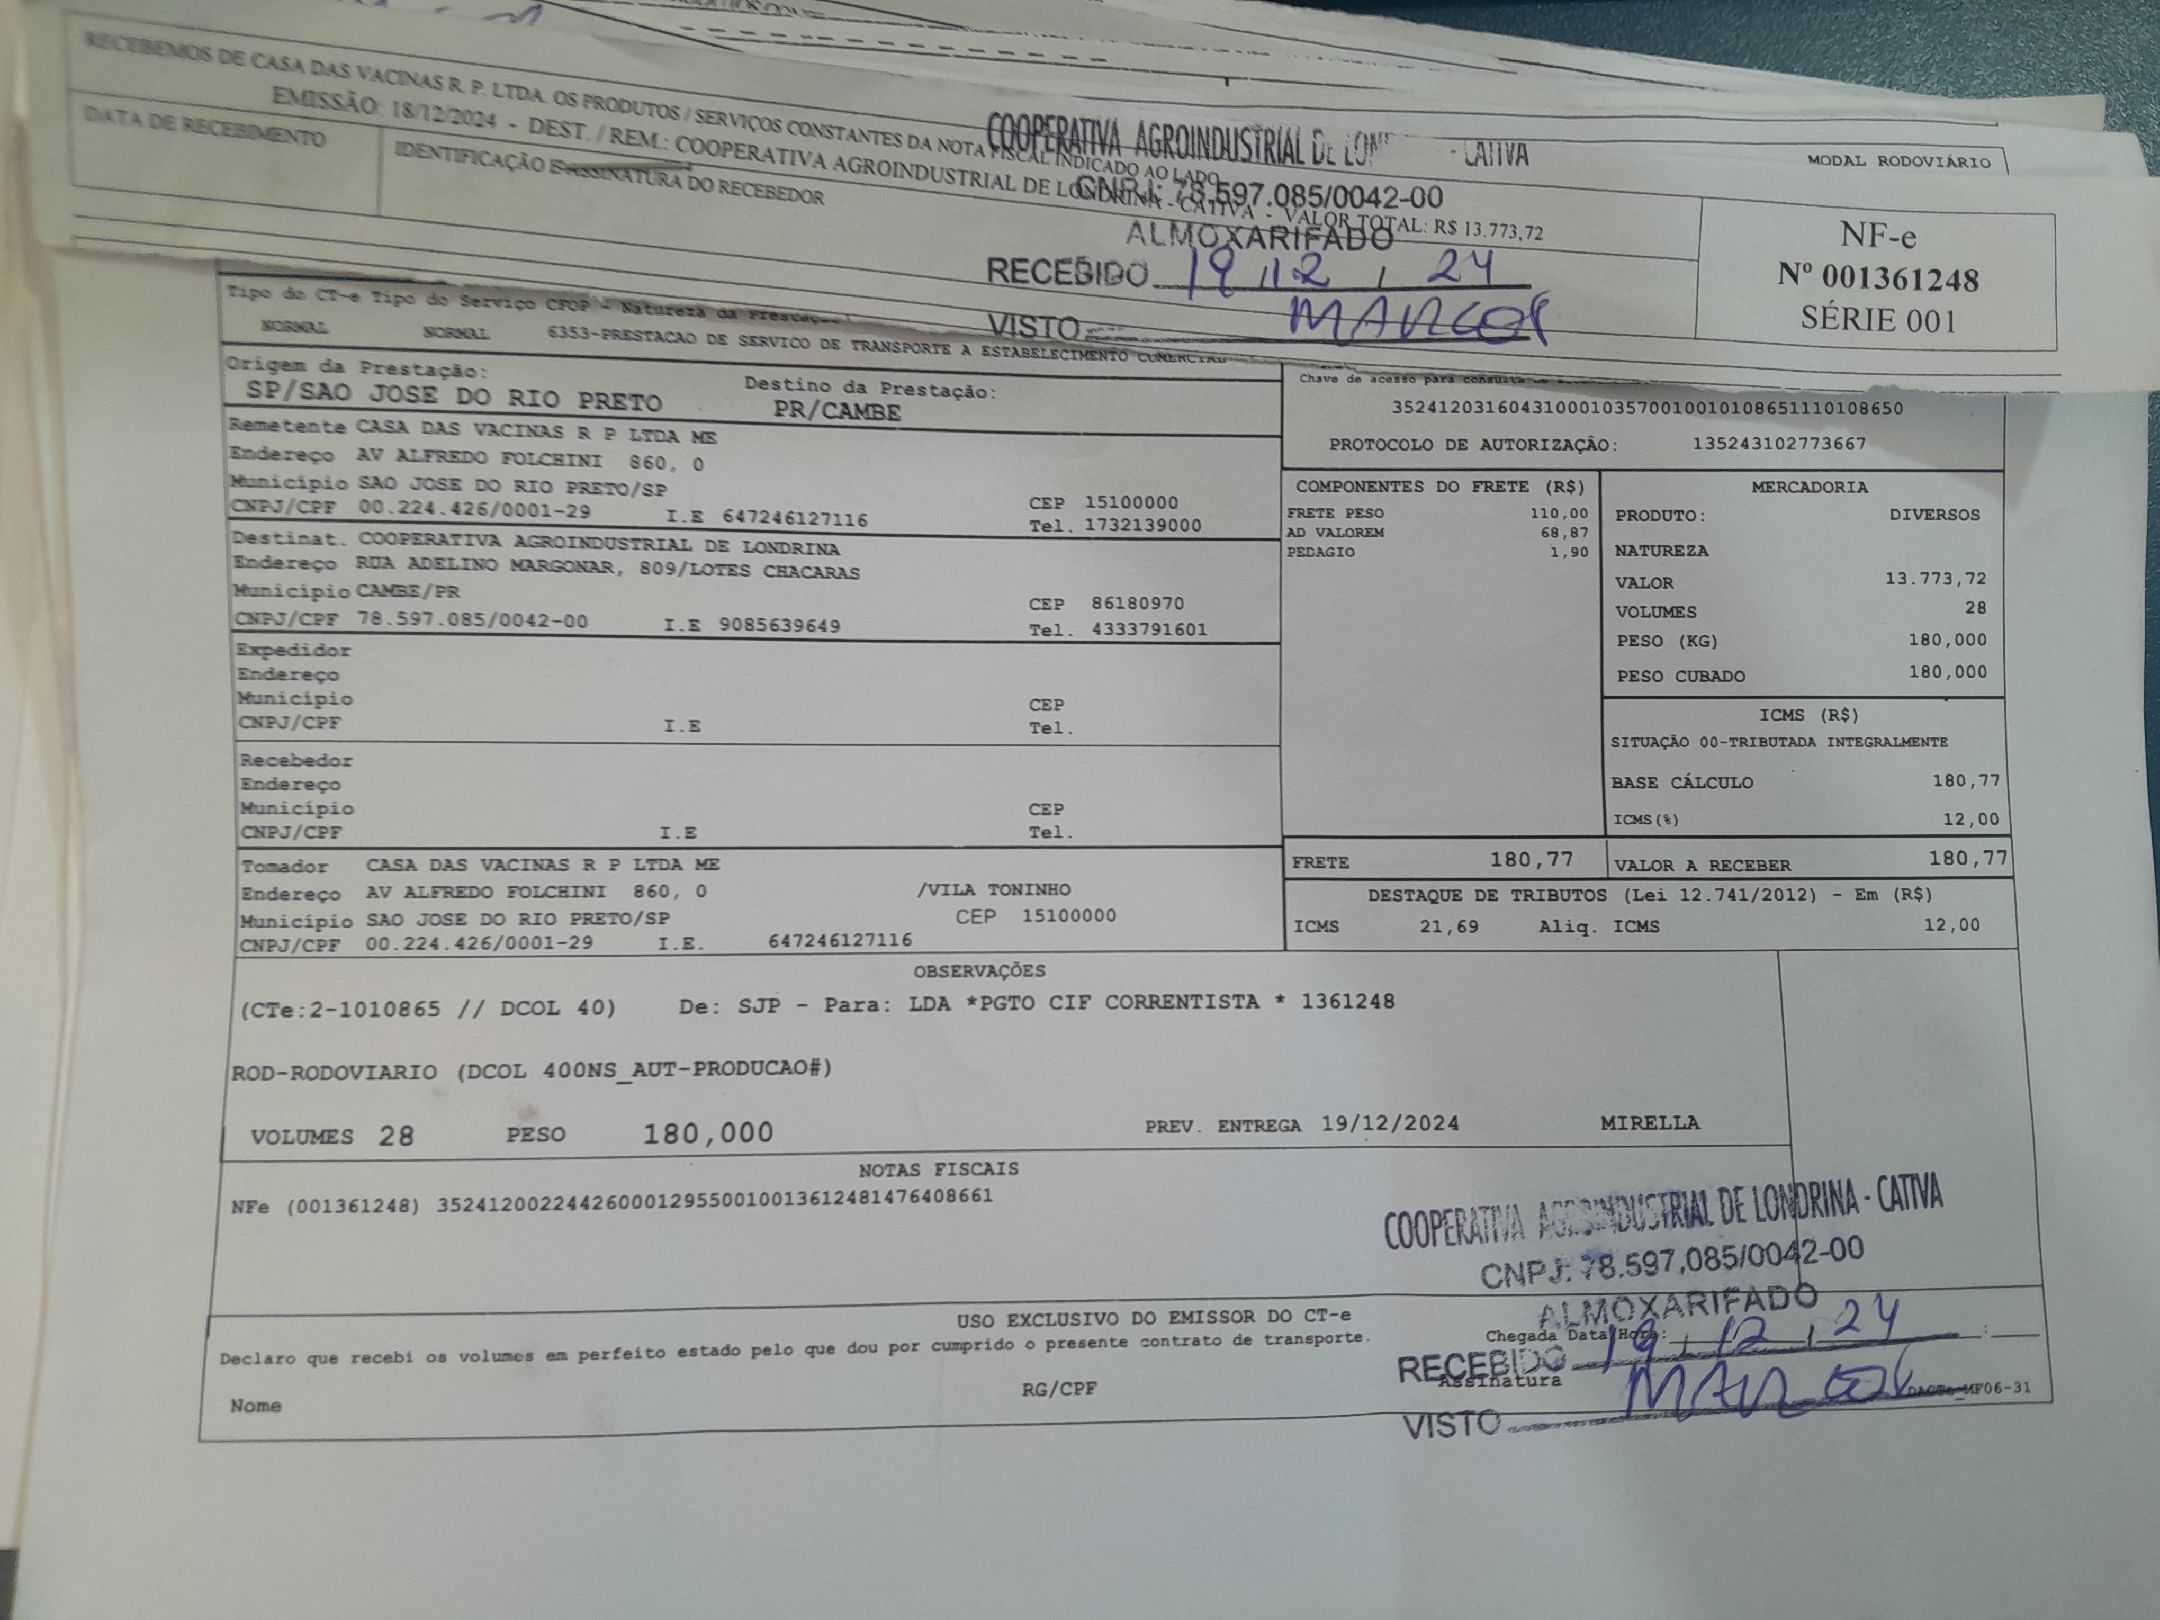 RECEBEMOS DE CASA DAS VACINAS R. P. LTDA. OS PRODUTOS / SERVIÇOS CONSTANTES DA NOTA FISCAL INDICADO AO LADO
EMISSÃO: 18/12/2024 - DEST. / REM.: COOPERATIVA AGROINDUSTRIAL DE LONDRINA - CATIVA - VALOR TOTAL: R$ 13.773,72
DATA DE RECEBIMENTO
IDENTIFICAÇÃO E ASSINATURA DO RECEBEDOR
COOPERATIVA AGROINDUSTRIAL DE LON - CATIVA
CNPJ: 78.597.085/0042-00
ALMOXARIFADO
RECEBIDO 19 12 24
VISTO MARCOS
MODAL RODOVIÁRIO
NF-e
Nº 001361248
SÉRIE 001
Tipo do CT-e Tipo do Serviço CFOP - Natureza da Prestação
NORMAL NORMAL 6353-PRESTACAO DE SERVICO DE TRANSPORTE A ESTABELECIMENTO COMERCIAL
Origem da Prestação: Destino da Prestação:
SP/SAO JOSE DO RIO PRETO PR/CAMBE
Chave de acesso para consulta de
35241203160431000103570010010108651110108650
PROTOCOLO DE AUTORIZAÇÃO: 135243102773667
Remetente CASA DAS VACINAS R P LTDA ME
Endereço AV ALFREDO FOLCHINI 860, 0
Município SAO JOSE DO RIO PRETO/SP CEP 15100000
CNPJ/CPF 00.224.426/0001-29 I.E 647246127116 Tel. 1732139000
Destinat. COOPERATIVA AGROINDUSTRIAL DE LONDRINA
Endereço RUA ADELINO MARGONAR, 809/LOTES CHACARAS
Município CAMBE/PR CEP 86180970
CNPJ/CPF 78.597.085/0042-00 I.E 9085639649 Tel. 4333791601
Expedidor
Endereço
Município CEP
CNPJ/CPF I.E Tel.
Recebedor
Endereço
Município CEP
CNPJ/CPF I.E Tel.
Tomador CASA DAS VACINAS R P LTDA ME
Endereço AV ALFREDO FOLCHINI 860, 0 /VILA TONINHO
Município SAO JOSE DO RIO PRETO/SP CEP 15100000
CNPJ/CPF 00.224.426/0001-29 I.E. 647246127116
COMPONENTES DO FRETE (R$)
FRETE PESO 110,00
AD VALOREM 68,87
PEDAGIO 1,90
MERCADORIA
PRODUTO: DIVERSOS
NATUREZA
VALOR 13.773,72
VOLUMES 28
PESO (KG) 180,000
PESO CUBADO 180,000
ICMS (R$)
SITUAÇÃO 00-TRIBUTADA INTEGRALMENTE
BASE CÁLCULO 180,77
ICMS(%) 12,00
FRETE 180,77 VALOR A RECEBER 180,77
DESTAQUE DE TRIBUTOS (Lei 12.741/2012) - Em (R$)
ICMS 21,69 Aliq. ICMS 12,00
OBSERVAÇÕES
(CTe:2-1010865 // DCOL 40) De: SJP - Para: LDA *PGTO CIF CORRENTISTA * 1361248
ROD-RODOVIARIO (DCOL 400NS_AUT-PRODUCAO#)
VOLUMES 28 PESO 180,000 PREV. ENTREGA 19/12/2024 MIRELLA
NOTAS FISCAIS
NFe (001361248) 35241200224426000129550010013612481476408661
COOPERATIVA AGROINDUSTRIAL DE LONDRINA - CATIVA
CNPJ: 78.597.085/0042-00
ALMOXARIFADO
USO EXCLUSIVO DO EMISSOR DO CT-e
Declaro que recebi os volumes em perfeito estado pelo que dou por cumprido o presente contrato de transporte.
Chegada Data/Hora:
RECEBIDO 19 12 24
Nome RG/CPF Assinatura
VISTO MARCOS
DACTe_MF06-31